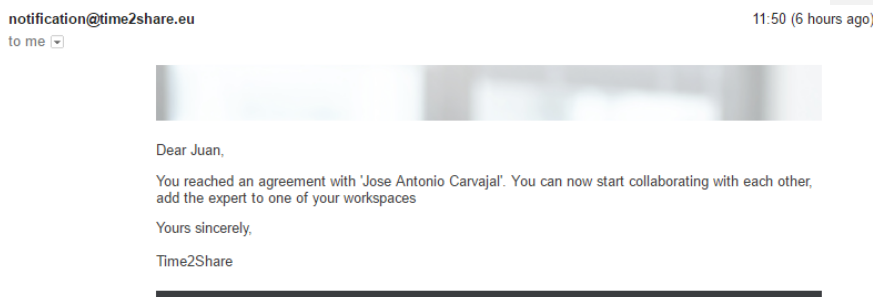 notification@time2share.eu 11:50 (6 hours ago)
to me
Dear Juan,
You reached an agreement with 'Jose Antonio Carvajal'. You can now start collaborating with each other,
add the expert to one of your workspaces
Yours sincerely,
Time2Share